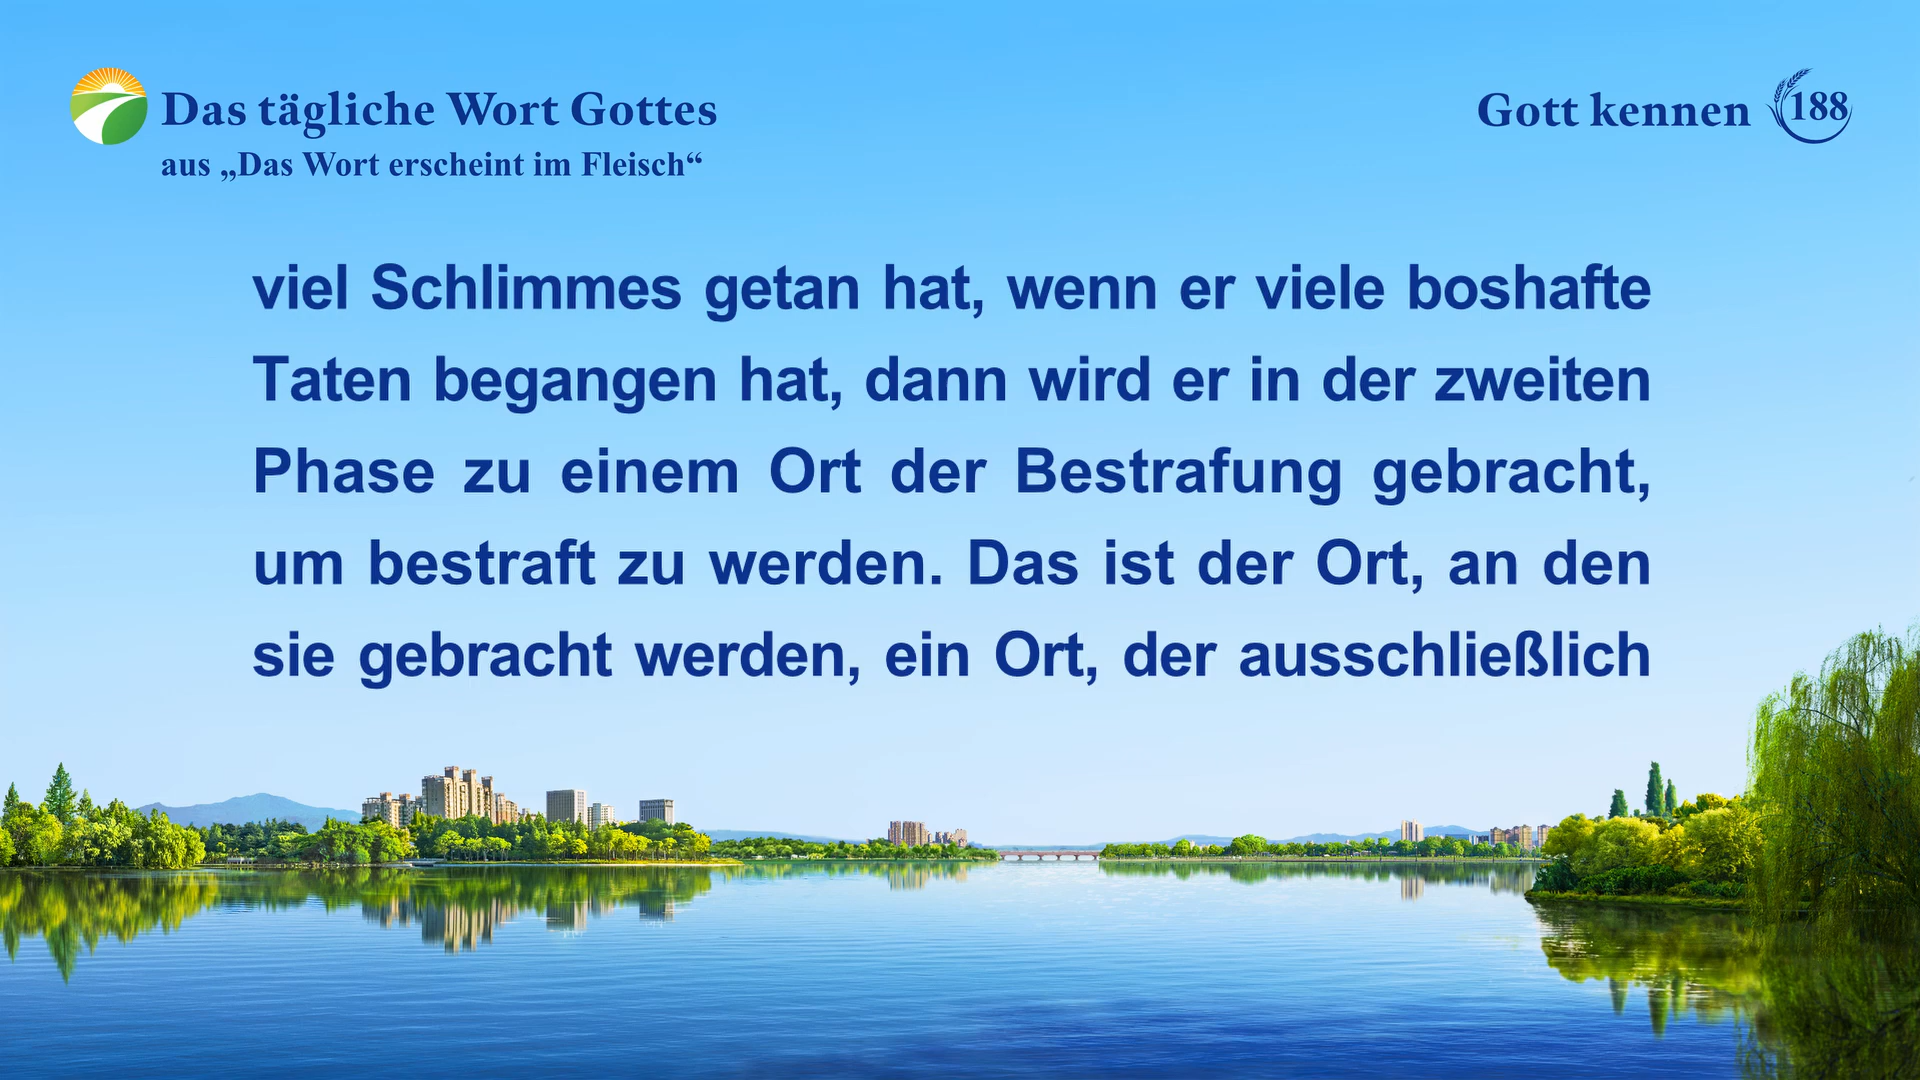 Das tägliche Wort Gottes
aus „Das Wort erscheint im Fleisch“
Gott kennen 188
viel Schlimmes getan hat, wenn er viele boshafte
Taten begangen hat, dann wird er in der zweiten
Phase zu einem Ort der Bestrafung gebracht,
um bestraft zu werden. Das ist der Ort, an den
sie gebracht werden, ein Ort, der ausschließlich